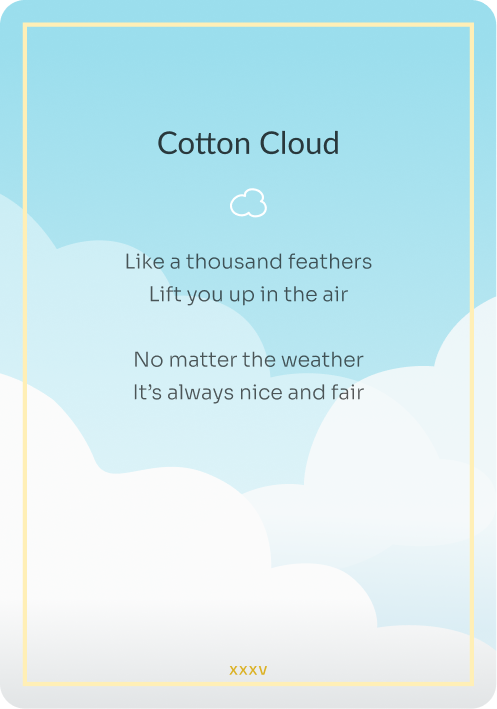 Cotton Cloud
Like a thousand feathers
Lift you up in the air
No matter the weather
It’s always nice and fair
XXXV